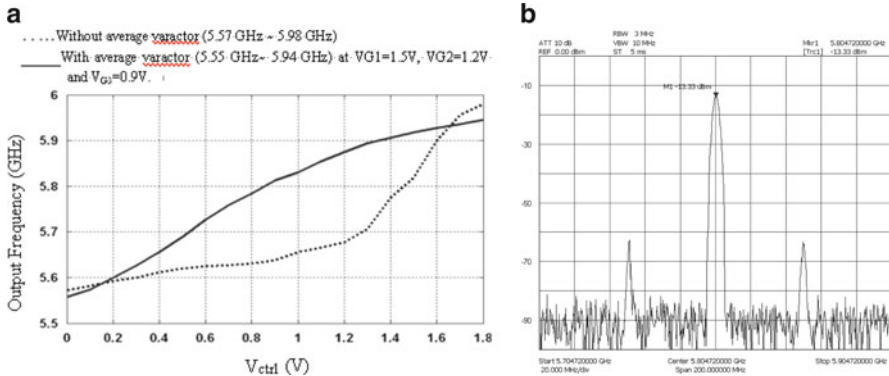 a
.....Without average varactor (5.57 GHz ~ 5.98 GHz)
With average varactor (5.55 GHz~ 5.94 GHz) at VG1=1.5V, VG2=1.2V
and VG3=0.9V.
6
5.9
5.8
5.7
5.6
5.5
Output Frequency (GHz)
0 0.2 0.4 0.6 0.8 1 1.2 1.4 1.6 1.8
Vctrl (V)
b
RBW 3 MHz
ATT 10 dB VBW 10 MHz Mkr1 5.804720000 GHz
REF 0.00 dBm ST 5 ms [Trc1] -13.33 dBm
M1 -13.33 dBm
-10
-30
-50
-70
-90
Start 5.704720000 GHz Center 5.804720000 GHz Stop 5.904720000 GHz
20.000 MHz/div Span 200.000000 MHz